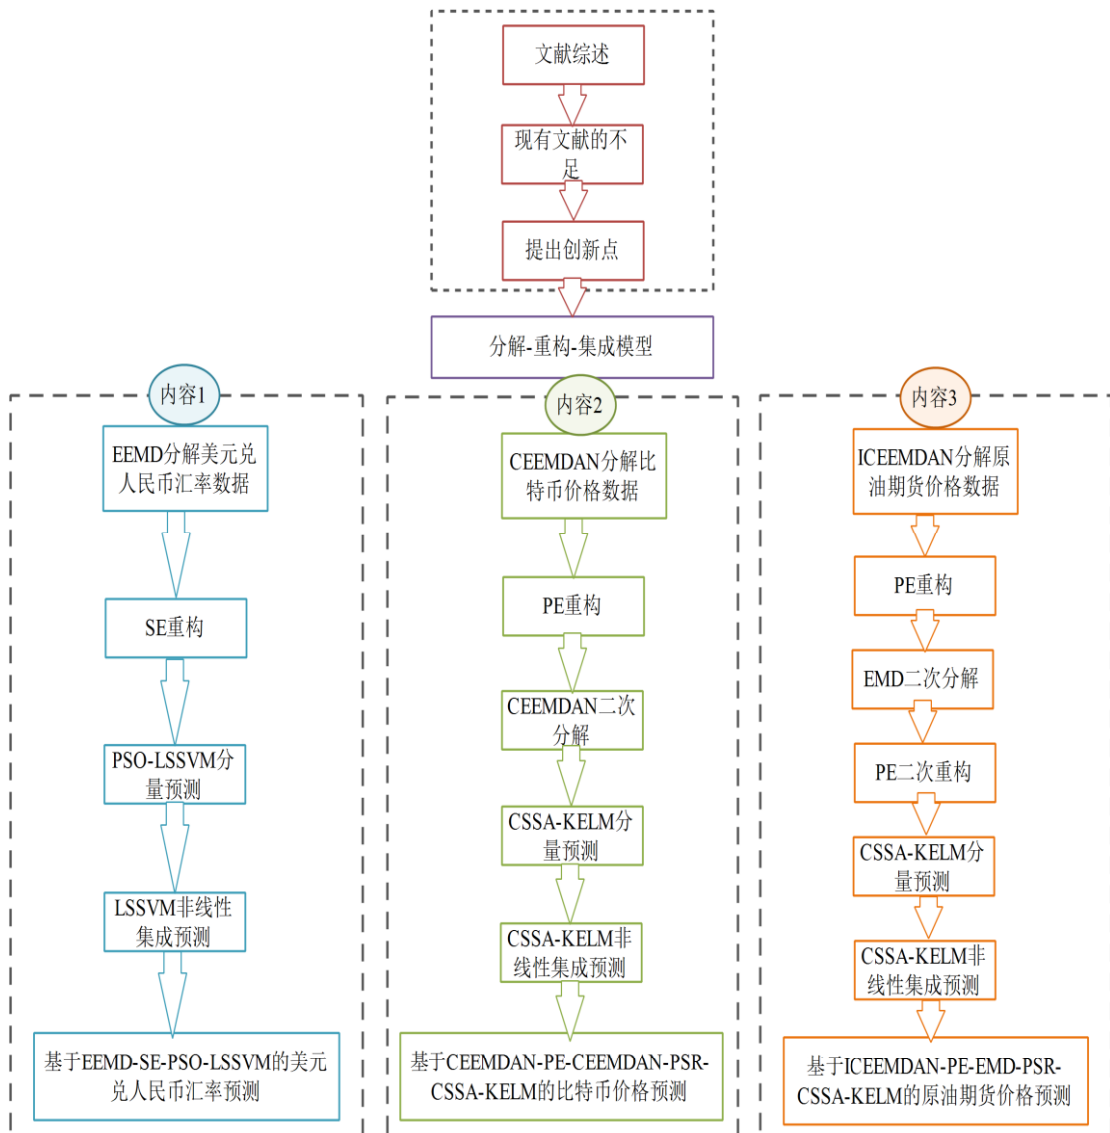 文献综述
现有文献的不
足
提出创新点
分解-重构-集成模型
内容1
EEMD分解美元兑
人民币汇率数据
SE重构
PSO-LSSVM分
量预测
LSSVM非线性
集成预测
基于EEMD-SE-PSO-LSSVM的美元
兑人民币汇率预测
内容2
CEEMDAN分解比
特币价格数据
PE重构
CEEMDAN二次
分解
CSSA-KELM分
量预测
CSSA-KELM非
线性集成预测
基于CEEMDAN-PE-CEEMDAN-PSR-
CSSA-KELM的比特币价格预测
内容3
ICEEMDAN分解原
油期货价格数据
PE重构
EMD二次分解
PE二次重构
CSSA-KELM分
量预测
CSSA-KELM非
线性集成预测
基于ICEEMDAN-PE-EMD-PSR-
CSSA-KELM的原油期货价格预测